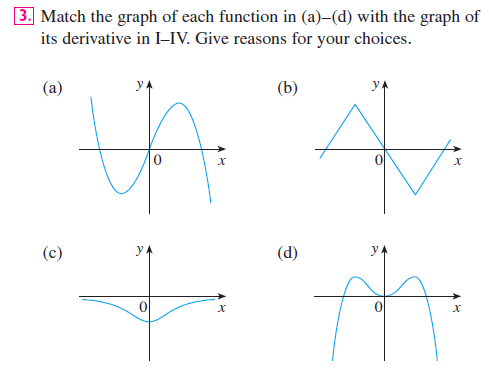 3. Match the graph of each function in (a)–(d) with the graph of
its derivative in I–IV. Give reasons for your choices.
(a) y 0 x
(b) y 0 x
(c) y 0 x
(d) y 0 x